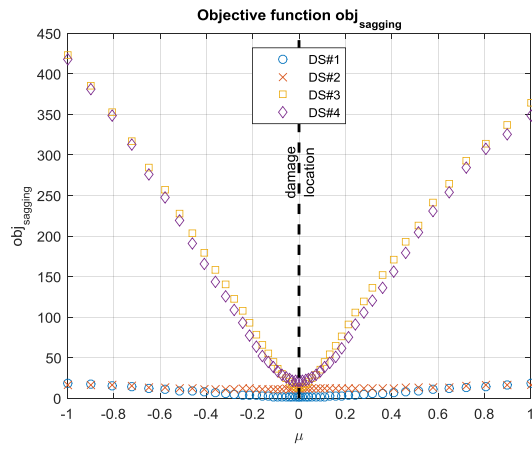 Objective function obj_sagging
450
400
350
300
250
200
150
100
50
0
obj_sagging
DS#1
DS#2
DS#3
DS#4
damage
location
-1 -0.8 -0.6 -0.4 -0.2 0 0.2 0.4 0.6 0.8 1
μ